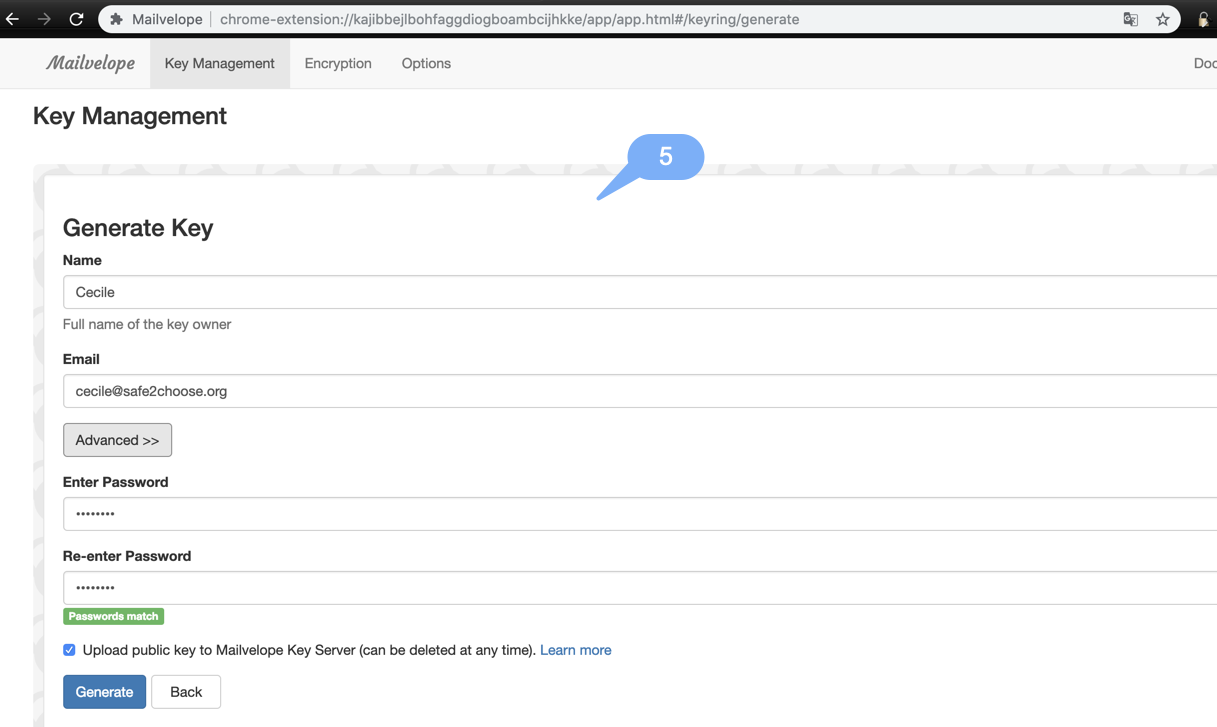 Mailvelope chrome-extension://kajibbejlbohfaggdiogboambcijhkke/app/app.html#/keyring/generate
Mailvelope Key Management Encryption Options Doc
Key Management
5
Generate Key
Name
Cecile
Full name of the key owner
Email
cecile@safe2choose.org
Advanced >>
Enter Password
••••••••
Re-enter Password
••••••••
Passwords match
Upload public key to Mailvelope Key Server (can be deleted at any time). Learn more
Generate Back